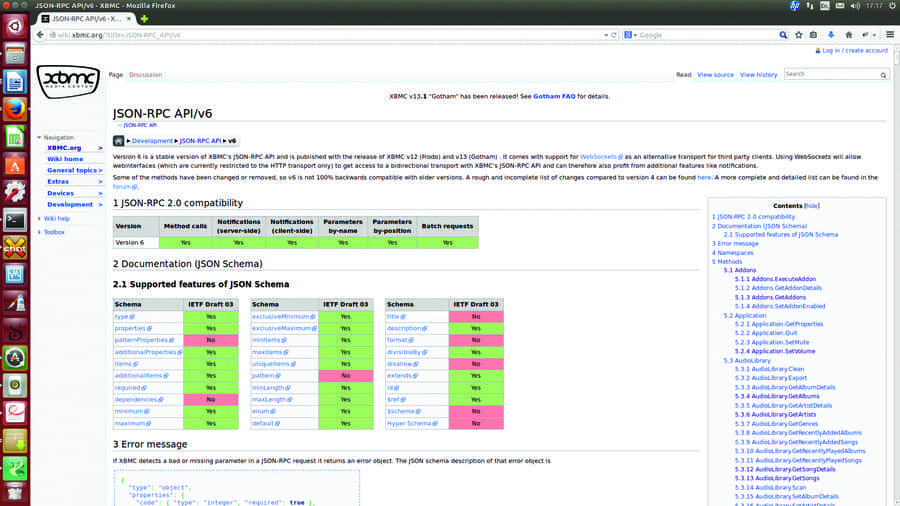 JSON-RPC API/v6 - XBMC - Mozilla Firefox
17:17
JSON-RPC API/v6 - X...
wiki.xbmc.org/?title=JSON-RPC_API/v6
Google
Log in / create account
xbmc
MEDIA CENTER
Page Discussion
Read View source View history
Search
XBMC v13.1 "Gotham" has been released! See Gotham FAQ for details.
JSON-RPC API/v6
JSON-RPC API
Development JSON-RPC API v6
Navigation
XBMC.org >
Wiki home
General topics >
Extras >
Devices >
Development >
Wiki help
Toolbox
Version 6 is a stable version of XBMC's JSON-RPC API and is published with the release of XBMC v12 (Frodo) and v13 (Gotham) . It comes with support for WebSockets as an alternative transport for third party clients. Using WebSockets will allow
webinterfaces (which are currently restricted to the HTTP transport only) to get access to a bidirectional transport with XBMC's JSON-RPC API and can therefore also profit from additional features like notifications.
Some of the methods have been changed or removed, so v6 is not 100% backwards compatible with older versions. A rough and incomplete list of changes compared to version 4 can be found here. A more complete and detailed list can be found in the
forum.
1 JSON-RPC 2.0 compatibility
Version Method calls Notifications (server-side) Notifications (client-side) Parameters by-name Parameters by-position Batch requests
Version 6 Yes Yes Yes Yes Yes Yes
2 Documentation (JSON Schema)
2.1 Supported features of JSON Schema
Schema IETF Draft 03 Schema IETF Draft 03 Schema IETF Draft 03
type Yes exclusiveMinimum Yes title No
properties Yes exclusiveMaximum Yes description Yes
patternProperties No minItems Yes format No
additionalProperties Yes maxItems Yes divisibleBy Yes
items Yes uniqueItems Yes disallow No
additionalItems Yes pattern No extends Yes
required Yes minLength Yes id Yes
dependencies No maxLength Yes $ref Yes
minimum Yes enum Yes $schema No
maximum Yes default Yes Hyper Schema No
3 Error message
If XBMC detects a bad or missing parameter in a JSON-RPC request it returns an error object. The JSON schema description of that error object is
{
"type": "object",
"properties": {
"code": { "type": "integer", "required": true },
Contents [hide]
1 JSON-RPC 2.0 compatibility
2 Documentation (JSON Schema)
2.1 Supported features of JSON Schema
3 Error message
4 Namespaces
5 Methods
5.1 Addons
5.1.1 Addons.ExecuteAddon
5.1.2 Addons.GetAddonDetails
5.1.3 Addons.GetAddons
5.1.4 Addons.SetAddonEnabled
5.2 Application
5.2.1 Application.GetProperties
5.2.2 Application.Quit
5.2.3 Application.SetMute
5.2.4 Application.SetVolume
5.3 AudioLibrary
5.3.1 AudioLibrary.Clean
5.3.2 AudioLibrary.Export
5.3.3 AudioLibrary.GetAlbumDetails
5.3.4 AudioLibrary.GetAlbums
5.3.5 AudioLibrary.GetArtistDetails
5.3.6 AudioLibrary.GetArtists
5.3.7 AudioLibrary.GetGenres
5.3.8 AudioLibrary.GetRecentlyAddedAlbums
5.3.9 AudioLibrary.GetRecentlyAddedSongs
5.3.10 AudioLibrary.GetRecentlyPlayedAlbums
5.3.11 AudioLibrary.GetRecentlyPlayedSongs
5.3.12 AudioLibrary.GetSongDetails
5.3.13 AudioLibrary.GetSongs
5.3.14 AudioLibrary.Scan
5.3.15 AudioLibrary.SetAlbumDetails